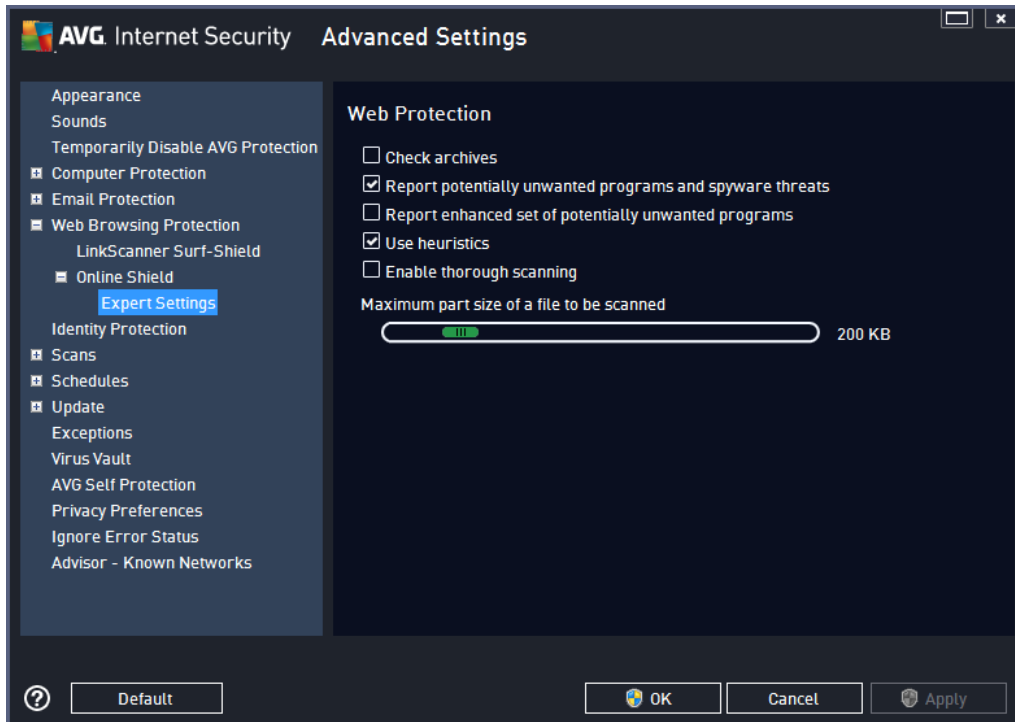 AVG. Internet Security Advanced Settings
Appearance
Sounds
Temporarily Disable AVG Protection
Computer Protection
Email Protection
Web Browsing Protection
LinkScanner Surf-Shield
Online Shield
Expert Settings
Identity Protection
Scans
Schedules
Update
Exceptions
Virus Vault
AVG Self Protection
Privacy Preferences
Ignore Error Status
Advisor - Known Networks
Web Protection
Check archives
Report potentially unwanted programs and spyware threats
Report enhanced set of potentially unwanted programs
Use heuristics
Enable thorough scanning
Maximum part size of a file to be scanned
200 KB
? Default OK Cancel Apply